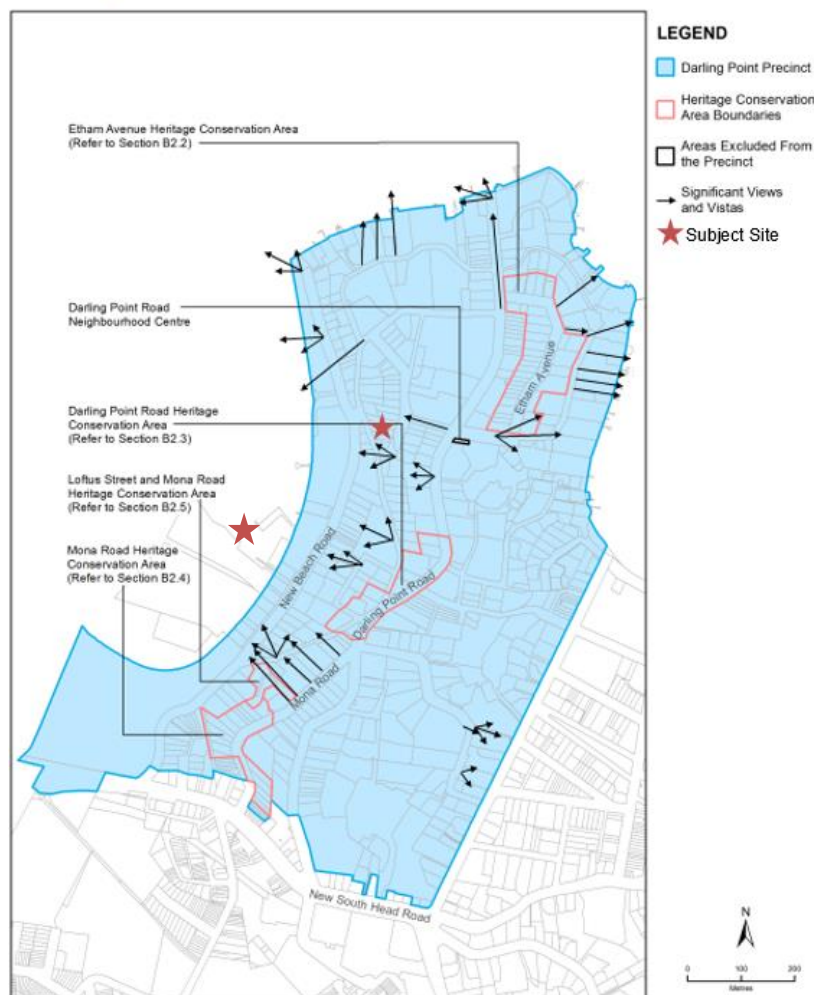 LEGEND
Darling Point Precinct
Heritage Conservation
Area Boundaries
Areas Excluded From
the Precinct
Significant Views
and Vistas
Subject Site
Etham Avenue Heritage Conservation Area
(Refer to Section B2.2)
Darling Point Road
Neighbourhood Centre
Darling Point Road Heritage
Conservation Area
(Refer to Section B2.3)
Loftus Street and Mona Road
Heritage Conservation Area
(Refer to Section B2.5)
Mona Road Heritage
Conservation Area
(Refer to Section B2.4)
Etham Avenue
New Beach Road
Darling Point Road
Mona Road
New South Head Road
N
0 100 200
Metres